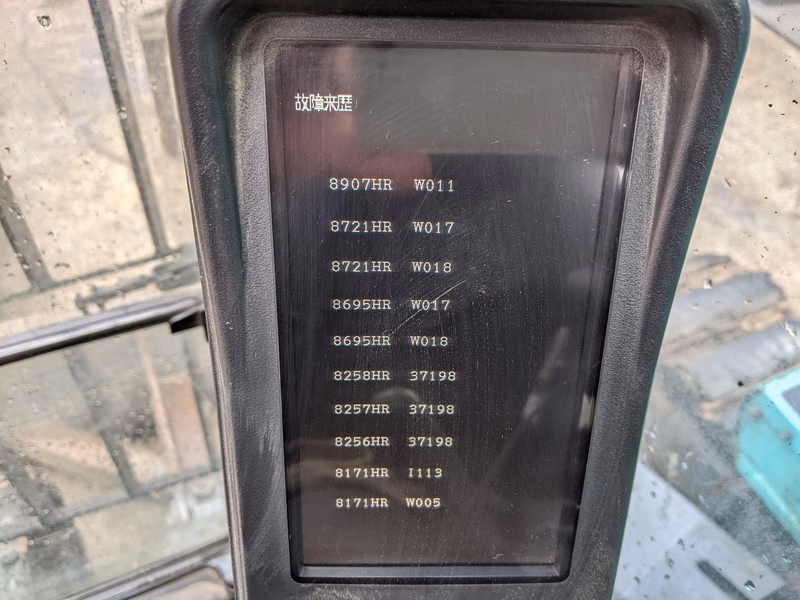 故障来歴
8907HR W011
8721HR W017
8721HR W018
8695HR W017
8695HR W018
8258HR 37198
8257HR 37198
8256HR 37198
8171HR I113
8171HR W005